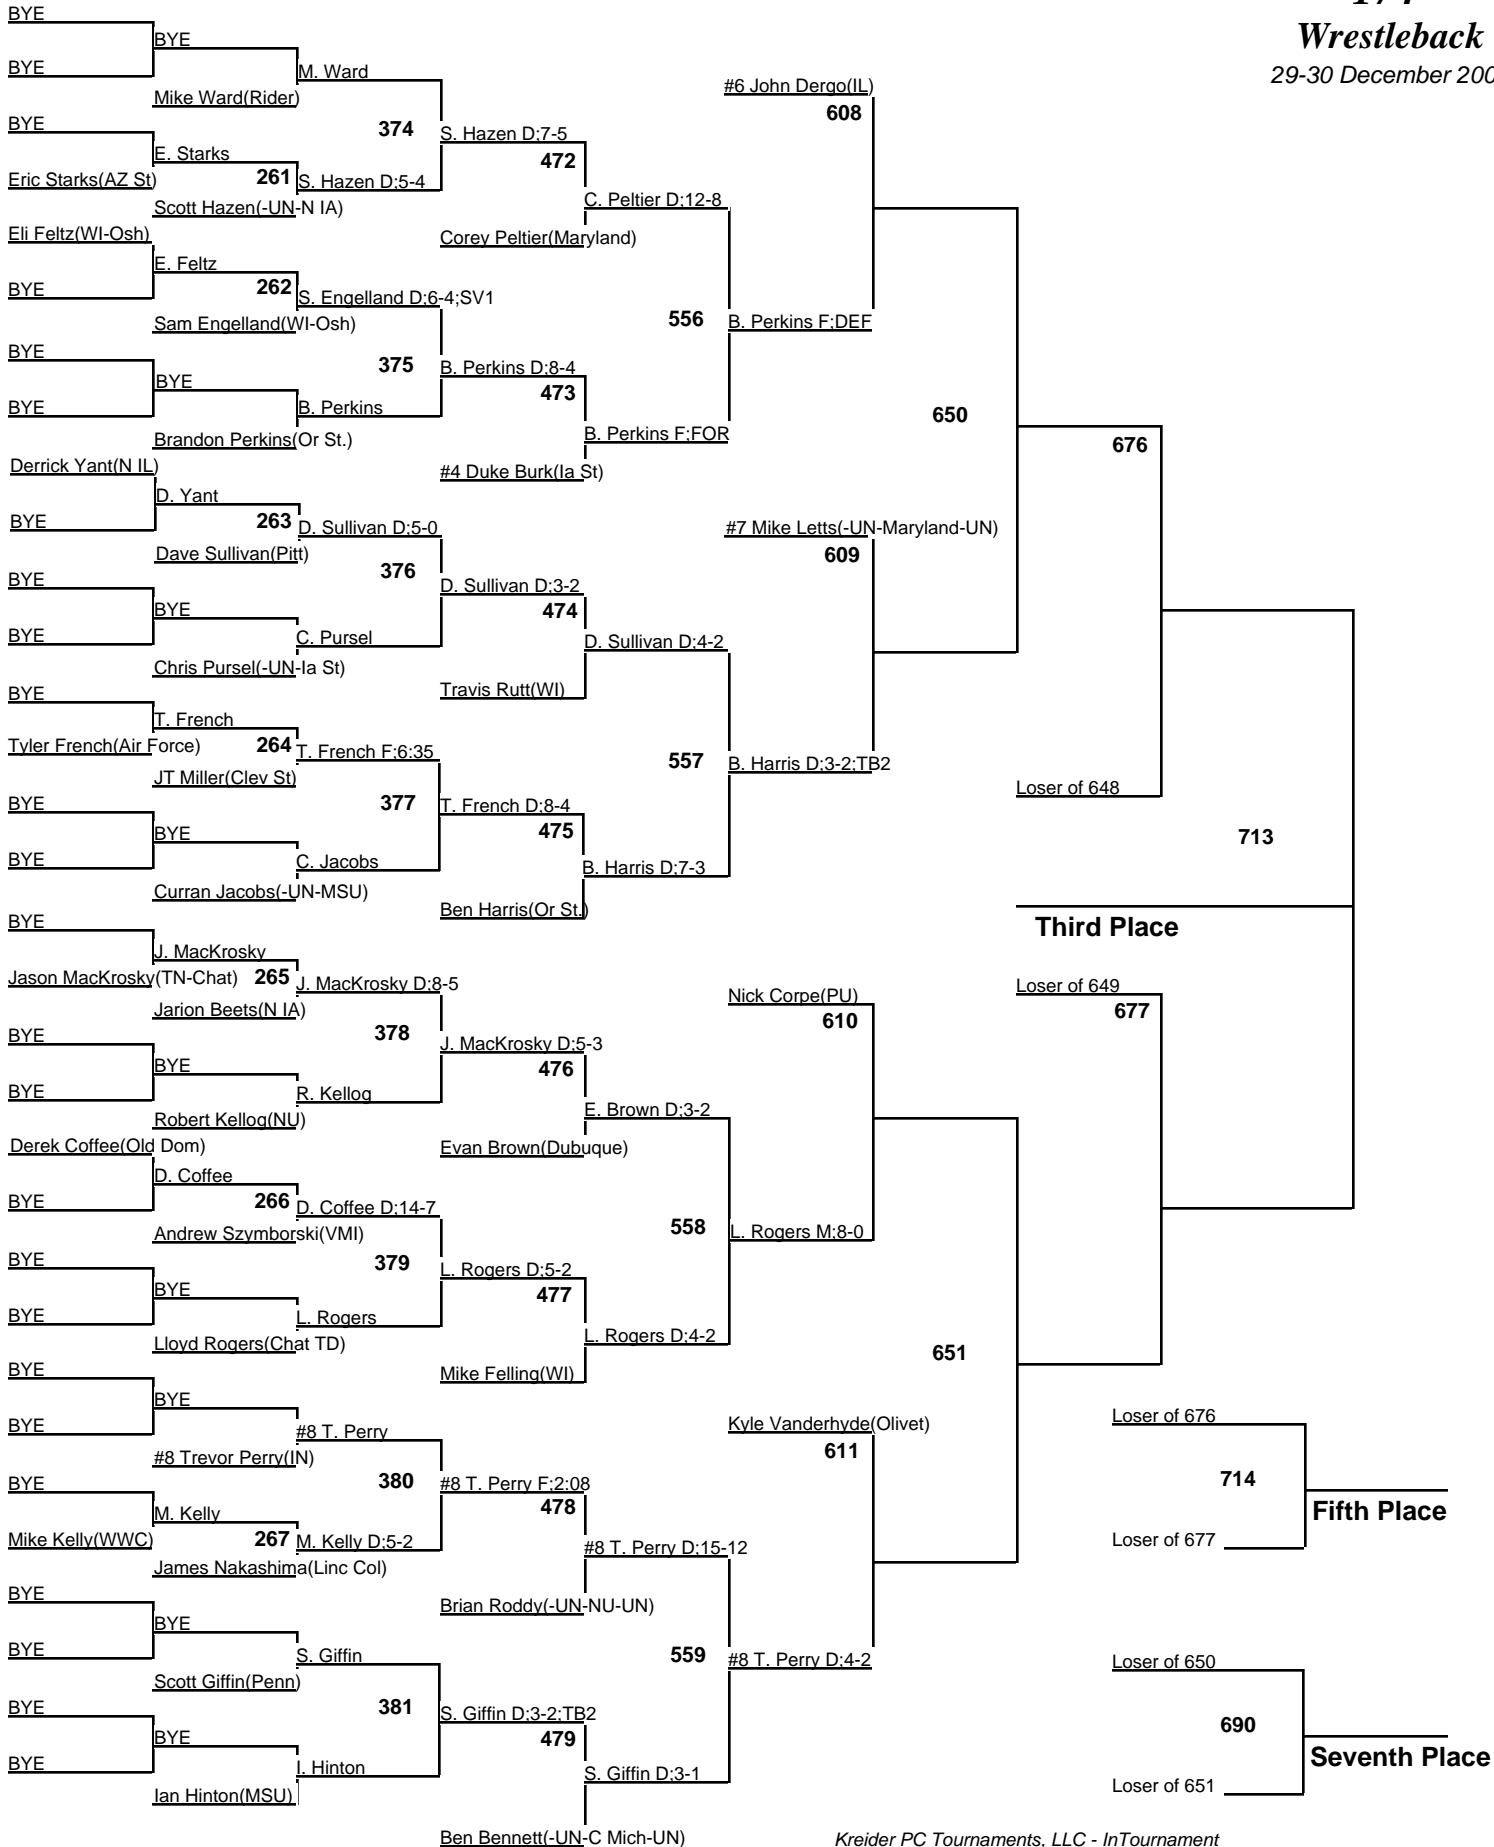 Wrestleback
29-30 December 200
BYE
BYE
BYE
M. Ward
Mike Ward(Rider)
374
BYE
E. Starks
Eric Starks(AZ St)
261
S. Hazen D;5-4
Scott Hazen(-UN-N IA)
S. Hazen D;7-5
472
C. Peltier D;12-8
Corey Peltier(Maryland)
#6 John Dergo(IL)
608
Eli Feltz(WI-Osh)
E. Feltz
BYE
262
S. Engelland D;6-4;SV1
Sam Engelland(WI-Osh)
556
B. Perkins F;DEF
BYE
375
B. Perkins D;8-4
BYE
473
BYE
B. Perkins
650
Brandon Perkins(Or St.)
B. Perkins F;FOR
676
#4 Duke Burk(Ia St)
Derrick Yant(N IL)
D. Yant
BYE
263
D. Sullivan D;5-0
#7 Mike Letts(-UN-Maryland-UN)
609
Dave Sullivan(Pitt)
376
BYE
D. Sullivan D;3-2
474
BYE
BYE
C. Pursel
D. Sullivan D;4-2
Chris Pursel(-UN-Ia St)
Travis Rutt(WI)
BYE
T. French
Tyler French(Air Force)
264
T. French F;6:35
557
B. Harris D;3-2;TB2
JT Miller(Clev St)
Loser of 648
BYE
377
T. French D;8-4
475
BYE
713
BYE
C. Jacobs
B. Harris D;7-3
Curran Jacobs(-UN-MSU)
Ben Harris(Or St.)
Third Place
BYE
J. MacKrosky
Jason MacKrosky(TN-Chat)
265
J. MacKrosky D;8-5
Loser of 649
Nick Corpe(PU)
677
610
Jarion Beets(N IA)
378
BYE
J. MacKrosky D;5-3
476
BYE
BYE
R. Kellog
E. Brown D;3-2
Robert Kellog(NU)
Evan Brown(Dubuque)
Derek Coffee(Old Dom)
D. Coffee
BYE
266
D. Coffee D;14-7
558
L. Rogers M;8-0
Andrew Szymborski(VMI)
BYE
379
L. Rogers D;5-2
477
BYE
BYE
L. Rogers
L. Rogers D;4-2
Lloyd Rogers(Chat TD)
651
Mike Felling(WI)
BYE
BYE
BYE
#8 T. Perry
Kyle Vanderhyde(Olivet)
Loser of 676
611
#8 Trevor Perry(IN)
380
BYE
#8 T. Perry F;2:08
478
714
M. Kelly
Fifth Place
Mike Kelly(WWC)
267
M. Kelly D;5-2
Loser of 677
#8 T. Perry D;15-12
James Nakashima(Linc Col)
BYE
Brian Roddy(-UN-NU-UN)
BYE
BYE
S. Giffin
559
#8 T. Perry D;4-2
Loser of 650
Scott Giffin(Penn)
BYE
381
S. Giffin D;3-2;TB2
479
690
BYE
Seventh Place
BYE
I. Hinton
S. Giffin D;3-1
Loser of 651
Ian Hinton(MSU)
Ben Bennett(-UN-C Mich-UN)
Kreider PC Tournaments, LLC - InTournament